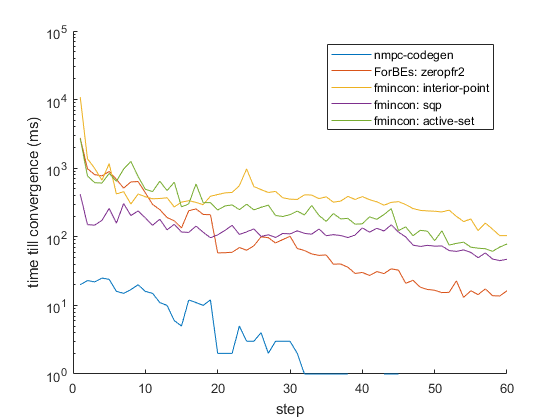 10^5
10^4
10^3
10^2
10^1
10^0
time till convergence (ms)
nmpc-codegen
ForBEs: zeropfr2
fmincon: interior-point
fmincon: sqp
fmincon: active-set
0 10 20 30 40 50 60
step